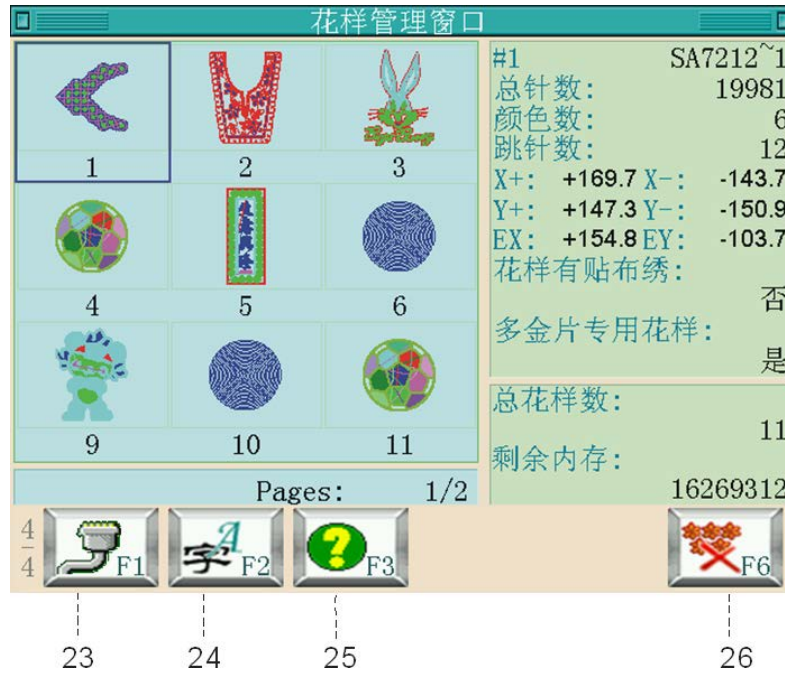 花样管理窗口
1 2 3
4 5 6
9 10 11
Pages: 1/2
#1 SA7212~1
总针数: 19981
颜色数: 6
跳针数: 12
X+: +169.7 X-: -143.7
Y+: +147.3 Y-: -150.9
EX: +154.8 EY: -103.7
花样有贴布绣:
否
多金片专用花样:
是
总花样数:
11
剩余内存:
16269312
4
4
F1 字A F2 ? F3 F6
23 24 25 26